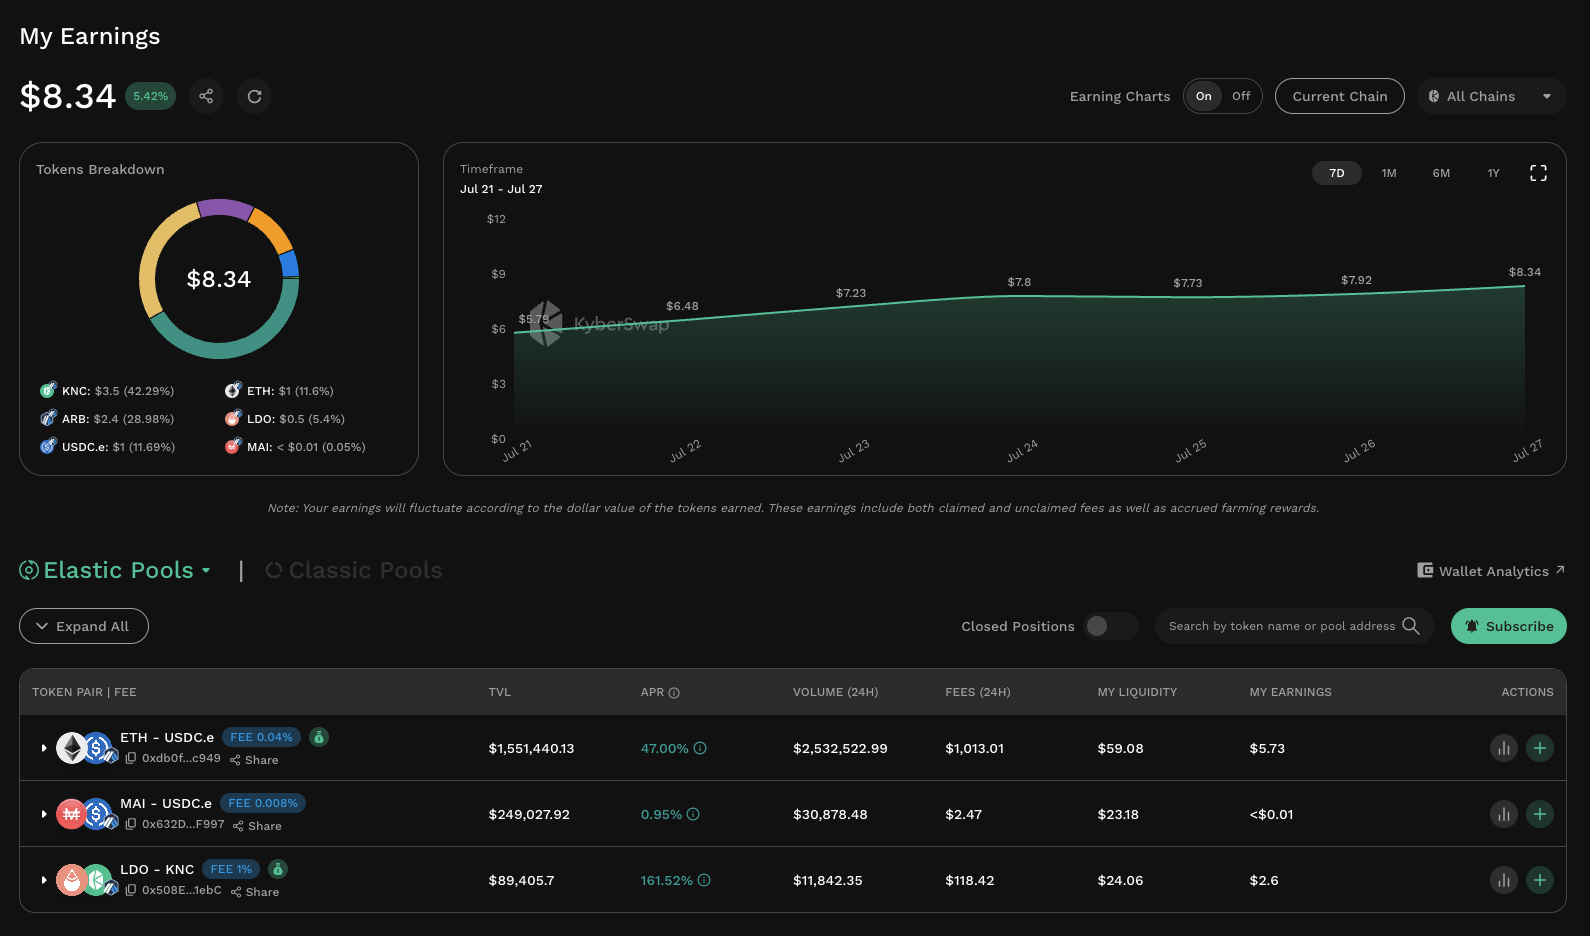 My Earnings
$8.34 5.42%
Earning Charts On Off Current Chain All Chains
Tokens Breakdown
$8.34
KNC: $3.5 (42.29%) ETH: $1 (11.6%)
ARB: $2.4 (28.98%) LDO: $0.5 (5.4%)
USDC.e: $1 (11.69%) MAI: < $0.01 (0.05%)
Timeframe
Jul 21 - Jul 27
7D 1M 6M 1Y
$12
$9
$6
$3
$0
$5.79 $6.48 $7.23 $7.8 $7.73 $7.92 $8.34
KyberSwap
Jul 21 Jul 22 Jul 23 Jul 24 Jul 25 Jul 26 Jul 27
Note: Your earnings will fluctuate according to the dollar value of the tokens earned. These earnings include both claimed and unclaimed fees as well as accrued farming rewards.
Elastic Pools | Classic Pools
Wallet Analytics
Expand All
Closed Positions Search by token name or pool address Subscribe
TOKEN PAIR | FEE TVL APR VOLUME (24H) FEES (24H) MY LIQUIDITY MY EARNINGS ACTIONS
ETH - USDC.e FEE 0.04%
0xdb0f...c949 Share
$1,551,440.13 47.00% $2,532,522.99 $1,013.01 $59.08 $5.73
MAI - USDC.e FEE 0.008%
0x632D...F997 Share
$249,027.92 0.95% $30,878.48 $2.47 $23.18 <$0.01
LDO - KNC FEE 1%
0x508E...1ebC Share
$89,405.7 161.52% $11,842.35 $118.42 $24.06 $2.6